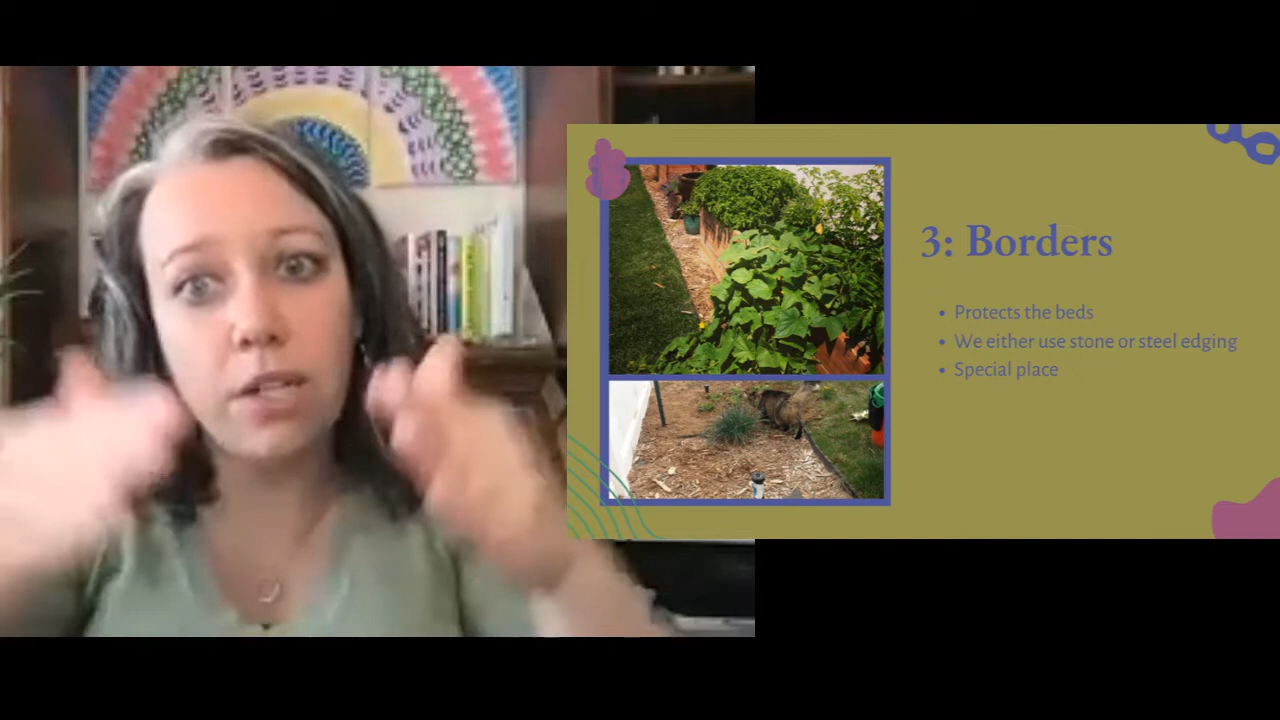 3: Borders
• Protects the beds
• We either use stone or steel edging
• Special place